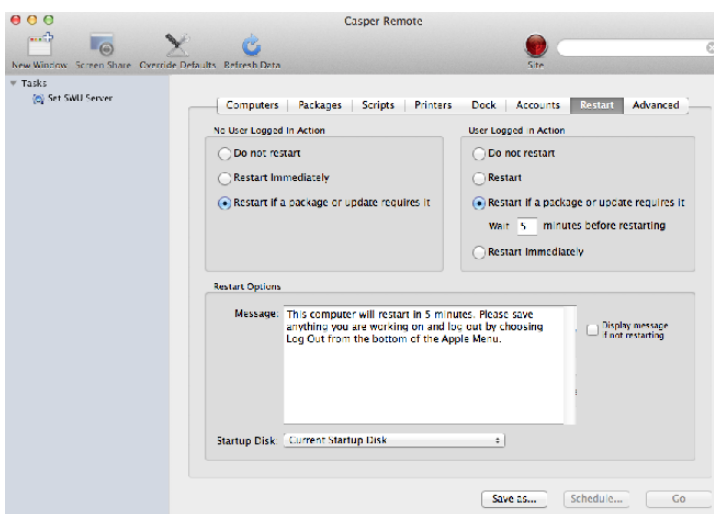 Casper Remote
New Window Screen Share Override Defaults Refresh Data Site
Tasks
Set SWU Server
Computers Packages Scripts Printers Dock Accounts Restart Advanced
No User Logged In Action
Do not restart
Restart Immediately
Restart if a package or update requires it
User Logged In Action
Do not restart
Restart
Restart if a package or update requires it
Wait 5 minutes before restarting
Restart Immediately
Restart Options
Message: This computer will restart in 5 minutes. Please save
anything you are working on and log out by choosing
Log Out from the bottom of the Apple Menu.
Display message
if not restarting
Startup Disk: Current Startup Disk
Save as... Schedule... Go